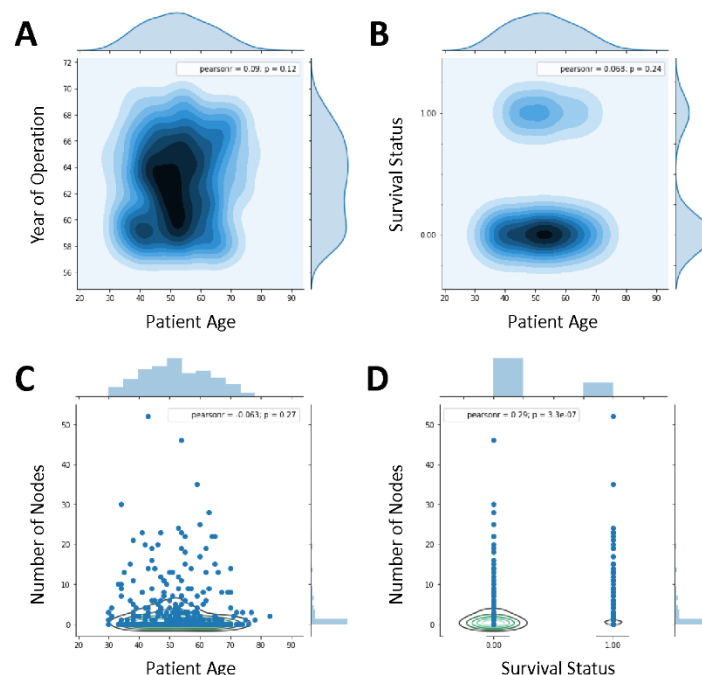 A
B
pearsonr = 0.09; p = 0.12
pearsonr = 0.068; p = 0.24
72
70
68
66
64
62
60
58
56
Year of Operation
20 30 40 50 60 70 80 90
Patient Age
1.00
0.00
Survival Status
20 30 40 50 60 70 80 90
Patient Age
C
D
pearsonr = -0.063; p = 0.27
pearsonr = 0.29; p = 3.3e-07
50
40
30
20
10
0
Number of Nodes
20 30 40 50 60 70 80 90
Patient Age
50
40
30
20
10
0
Number of Nodes
0.00 1.00
Survival Status